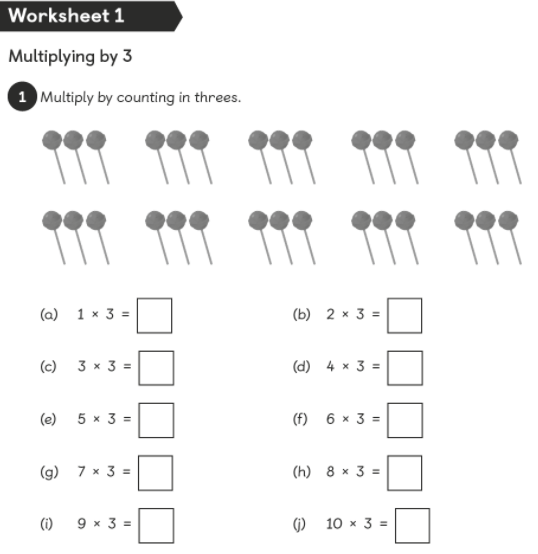 Worksheet 1
Multiplying by 3
1 Multiply by counting in threes.
(a) 1 × 3 =
(b) 2 × 3 =
(c) 3 × 3 =
(d) 4 × 3 =
(e) 5 × 3 =
(f) 6 × 3 =
(g) 7 × 3 =
(h) 8 × 3 =
(i) 9 × 3 =
(j) 10 × 3 =